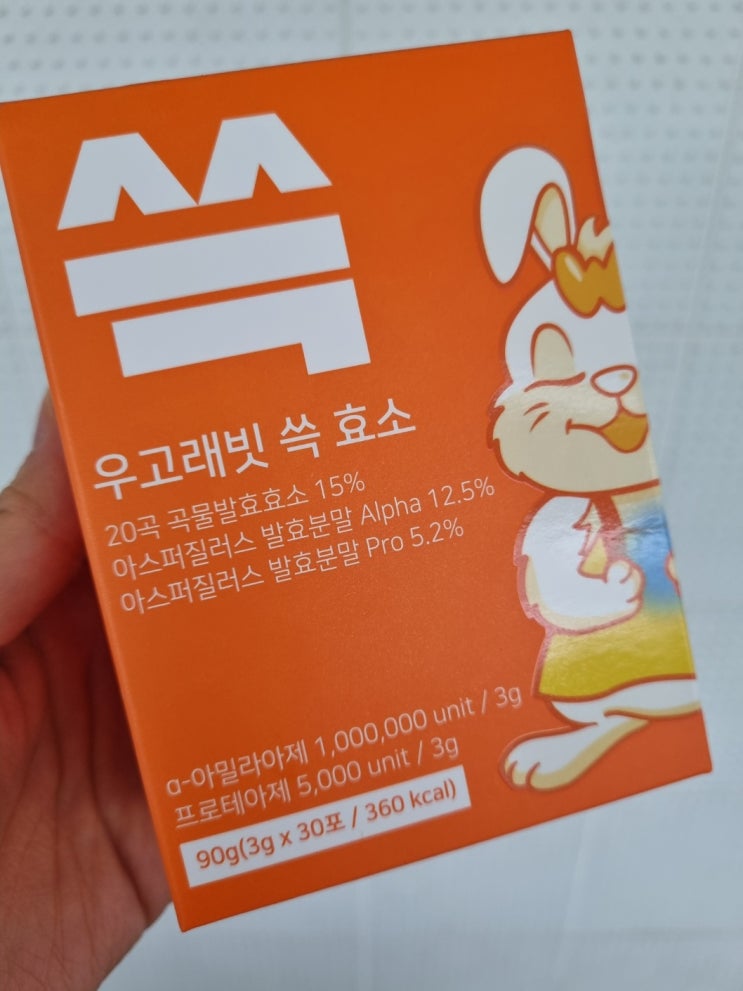 쓱
우고래빗 쓱 효소
20곡 곡물발효효소 15%
아스퍼질러스 발효분말 Alpha 12.5%
아스퍼질러스 발효분말 Pro 5.2%
α-아밀라아제 1,000,000 unit / 3g
프로테아제 5,000 unit / 3g
90g(3g x 30포 / 360 kcal)